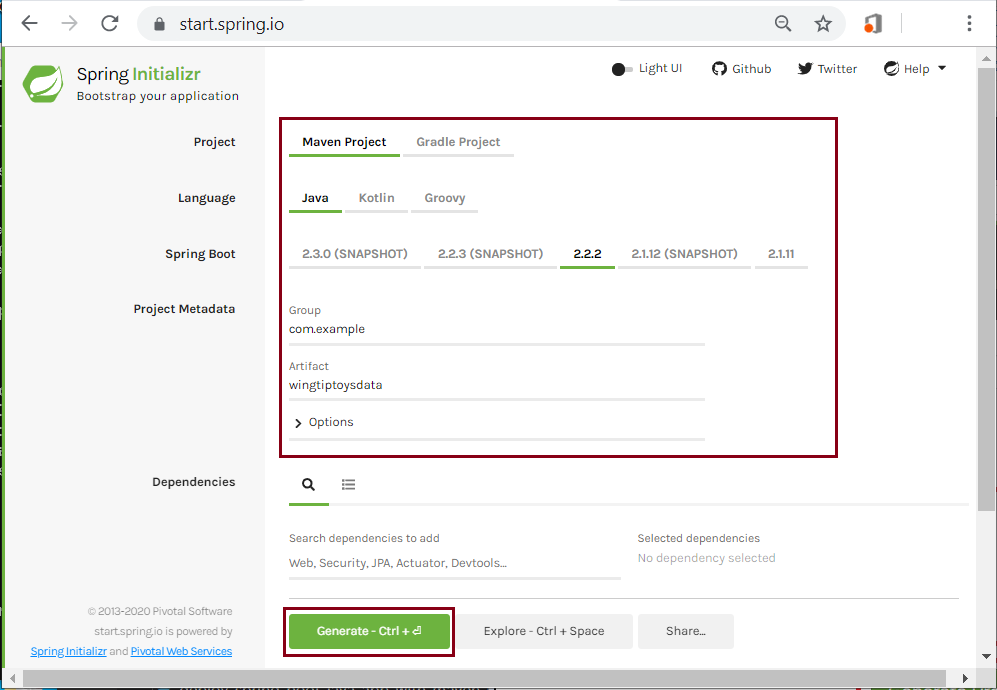 start.spring.io
Spring Initializr
Bootstrap your application
Light UI
Github
Twitter
Help
Project
Maven Project
Gradle Project
Language
Java
Kotlin
Groovy
Spring Boot
2.3.0 (SNAPSHOT)
2.2.3 (SNAPSHOT)
2.2.2
2.1.12 (SNAPSHOT)
2.1.11
Project Metadata
Group
com.example
Artifact
wingtiptoysdata
Options
Dependencies
Search dependencies to add
Web, Security, JPA, Actuator, Devtools...
Selected dependencies
No dependency selected
© 2013-2020 Pivotal Software
start.spring.io is powered by
Spring Initializr and Pivotal Web Services
Generate - Ctrl + ⏎
Explore - Ctrl + Space
Share...